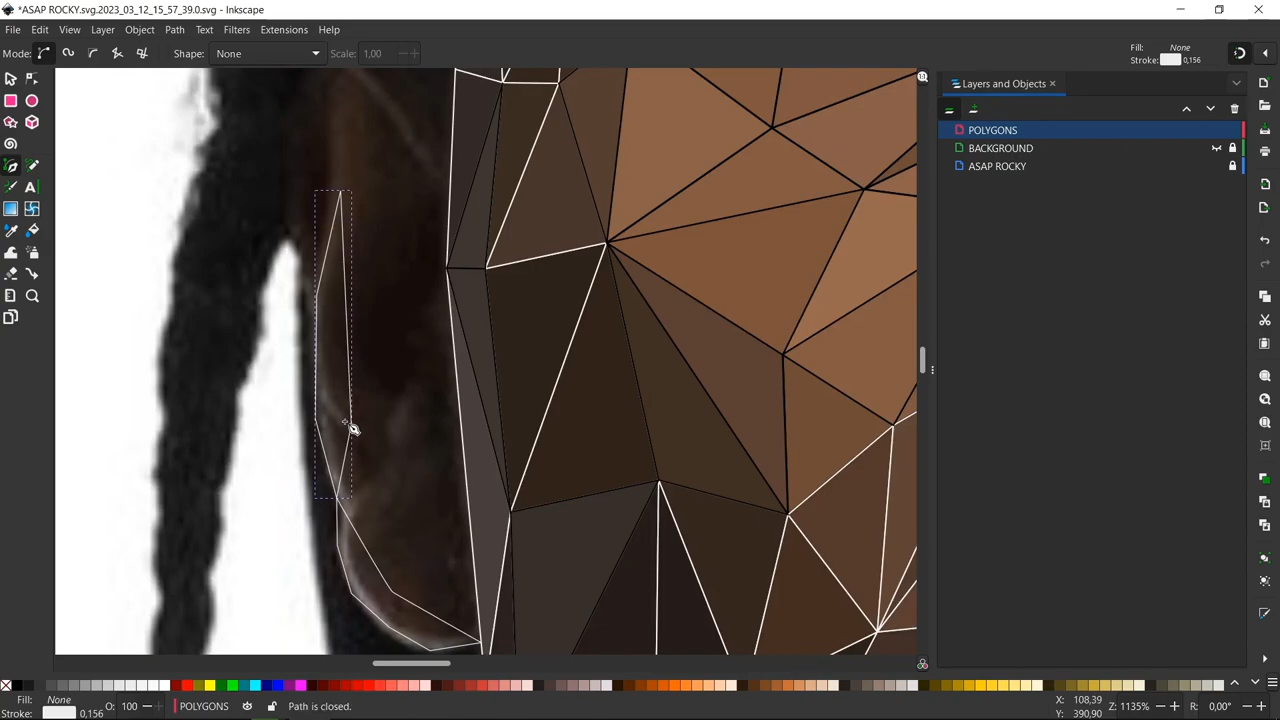 *ASAP ROCKY.svg.2023_03_12_15_57_39.0.svg - Inkscape
File Edit View Layer Object Path Text Filters Extensions Help
Mode: Shape: None Scale: 1,00 Fill: None
Stroke: 0,156
Layers and Objects
POLYGONS
BACKGROUND
ASAP ROCKY
Fill: None
Stroke: 0,156 O: 100 POLYGONS Path is closed. X: 108,39 Y: 390,90 Z: 1135% R: 0,00°